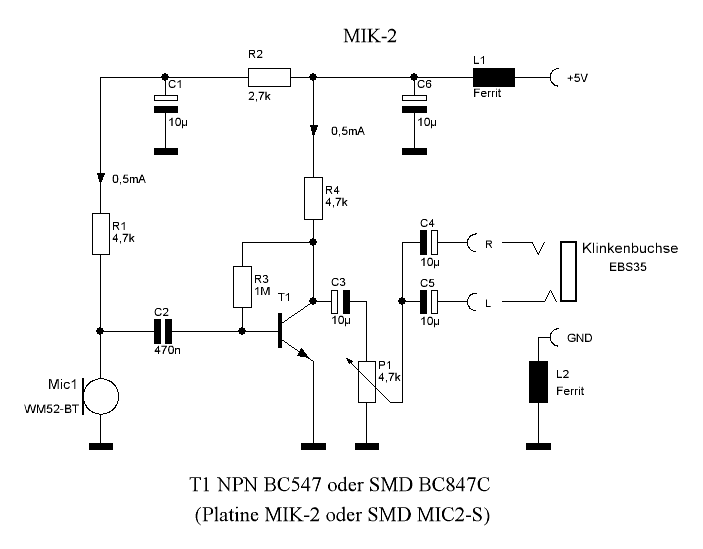 MIK-2
R2
2,7k
L1
Ferrit
+5V
C1
10µ
C6
10µ
0,5mA
0,5mA
R1
4,7k
R4
4,7k
C4
10µ
R
Klinkenbuchse
EBS35
R3
1M
T1
C3
10µ
C5
10µ
L
C2
470n
GND
P1
4,7k
L2
Ferrit
Mic1
WM52-BT
T1 NPN BC547 oder SMD BC847C
(Platine MIK-2 oder SMD MIC2-S)